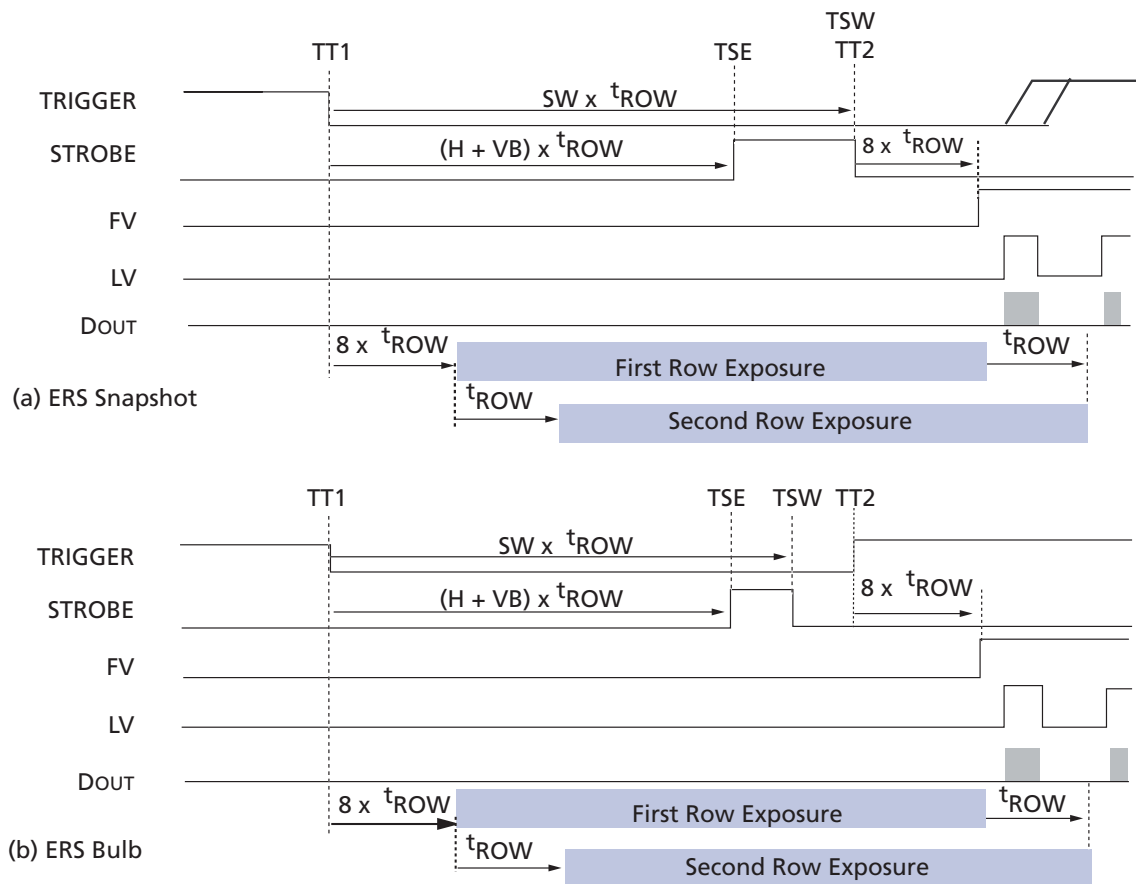 TSW
TT1 TSE TT2
TRIGGER SW x tROW
STROBE (H + VB) x tROW 8 x tROW
FV
LV
DOUT
8 x tROW First Row Exposure tROW
(a) ERS Snapshot
tROW Second Row Exposure
TT1 TSE TSW TT2
TRIGGER SW x tROW
STROBE (H + VB) x tROW 8 x tROW
FV
LV
DOUT
8 x tROW First Row Exposure tROW
(b) ERS Bulb
tROW Second Row Exposure